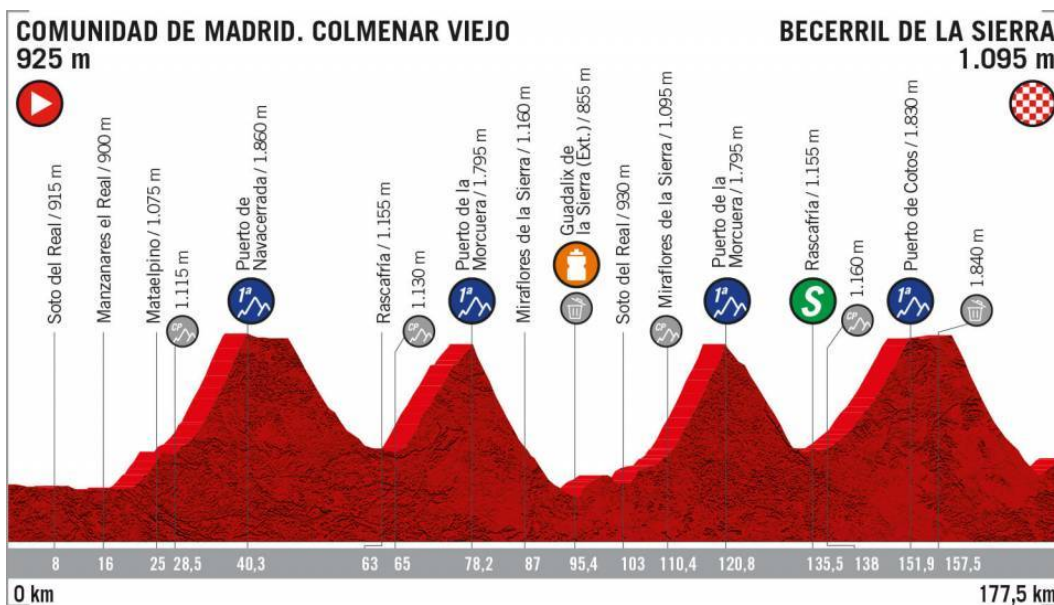 COMUNIDAD DE MADRID. COLMENAR VIEJO
925 m
BECERRIL DE LA SIERRA
1.095 m
Soto del Real / 915 m
Manzanares el Real / 900 m
Mataelpino / 1.075 m
1.115 m
CP
Puerto de
Navacerrada / 1.860 m
1ª
Rascafría / 1.155 m
1.130 m
CP
Puerto de la
Morcuera / 1.795 m
1ª
Miraflores de la Sierra / 1.160 m
Guadalix de
la Sierra (Ext.) / 855 m
Soto del Real / 930 m
Miraflores de la Sierra / 1.095 m
CP
Puerto de la
Morcuera / 1.795 m
1ª
Rascafría / 1.155 m
S
1.160 m
CP
Puerto de Cotos / 1.830 m
1ª
1.840 m
8 16 25 28,5 40,3 63 65 78,2 87 95,4 103 110,4 120,8 135,5 138 151,9 157,5
0 km
177,5 km